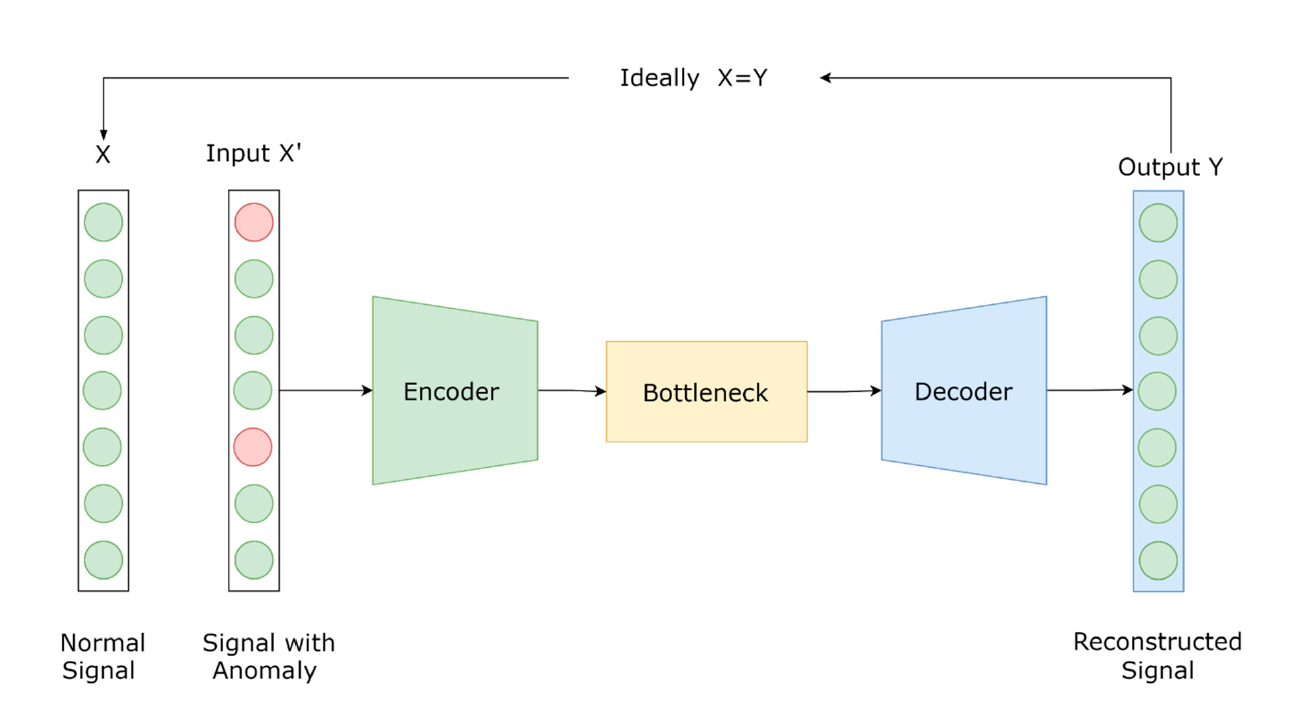 Ideally X=Y
X
Input X'
Output Y
Encoder
Bottleneck
Decoder
Normal
Signal
Signal with
Anomaly
Reconstructed
Signal